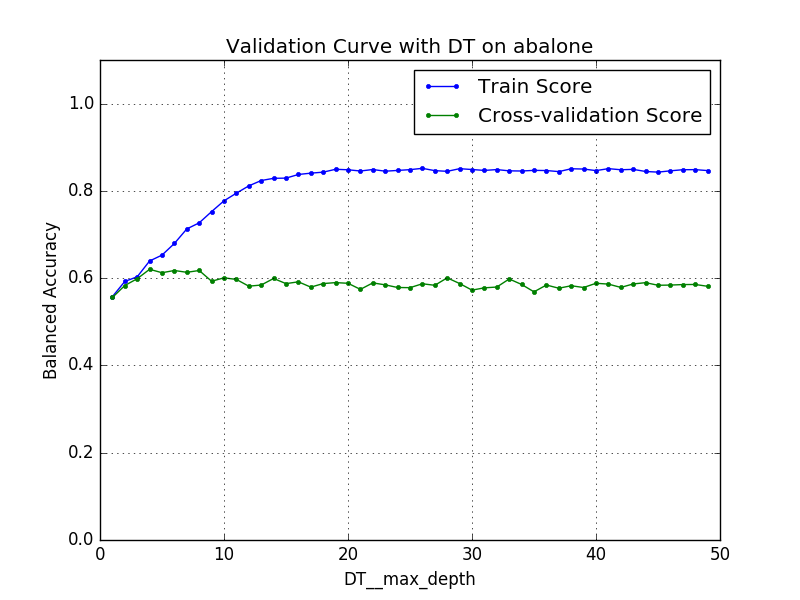 Validation Curve with DT on abalone
Train Score
Cross-validation Score
1.0
0.8
0.6
0.4
0.2
0.0
Balanced Accuracy
0 10 20 30 40 50
DT__max_depth